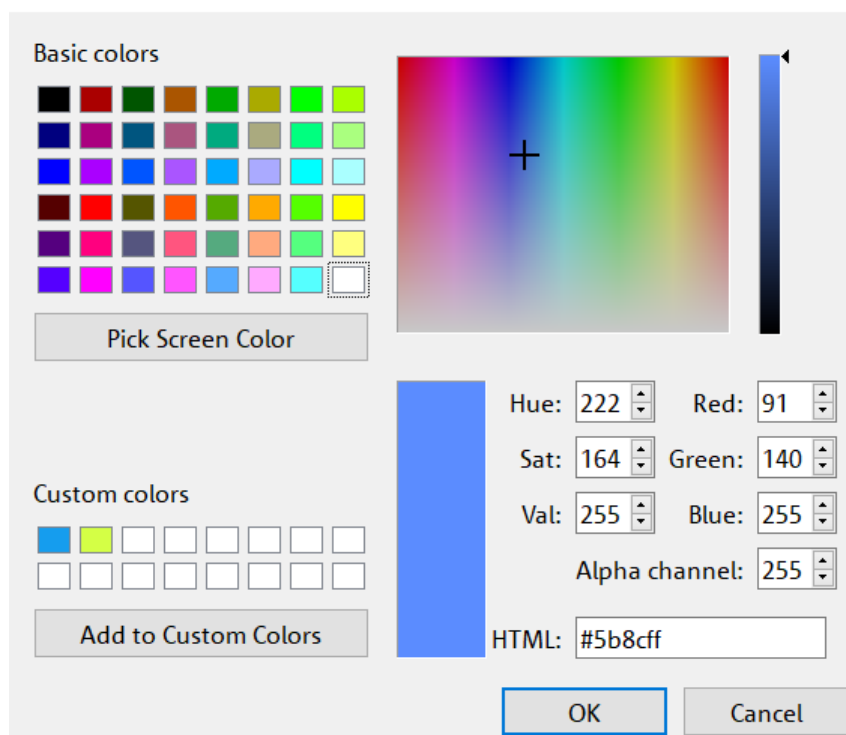 Basic colors
Pick Screen Color
Custom colors
Add to Custom Colors
Hue: 222 Red: 91
Sat: 164 Green: 140
Val: 255 Blue: 255
Alpha channel: 255
HTML: #5b8cff
OK Cancel